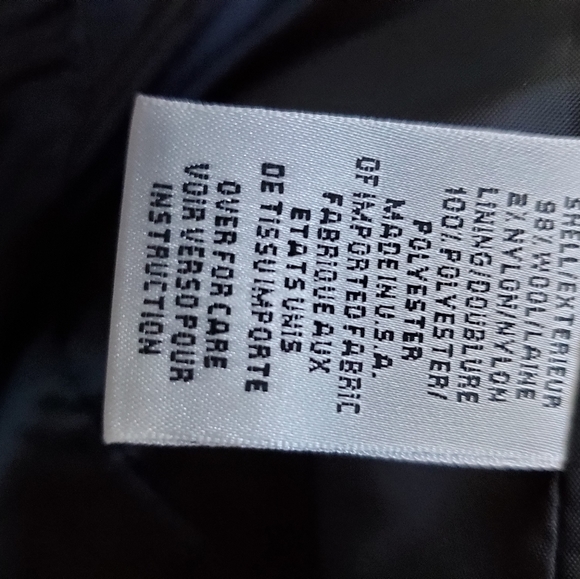 SHELL/EXTERIEUR
98% WOOL/LAINE
2% NYLON/NYLON
LINING/DOUBLURE
100% POLYESTER/
POLYESTER
MADE IN U.S.A.
OF IMPORTED FABRIC
FABRIQUE AUX
ETATS UNIS
DE TISSU IMPORTE
OVER FOR CARE
VOIR VERSO POUR
INSTRUCTION